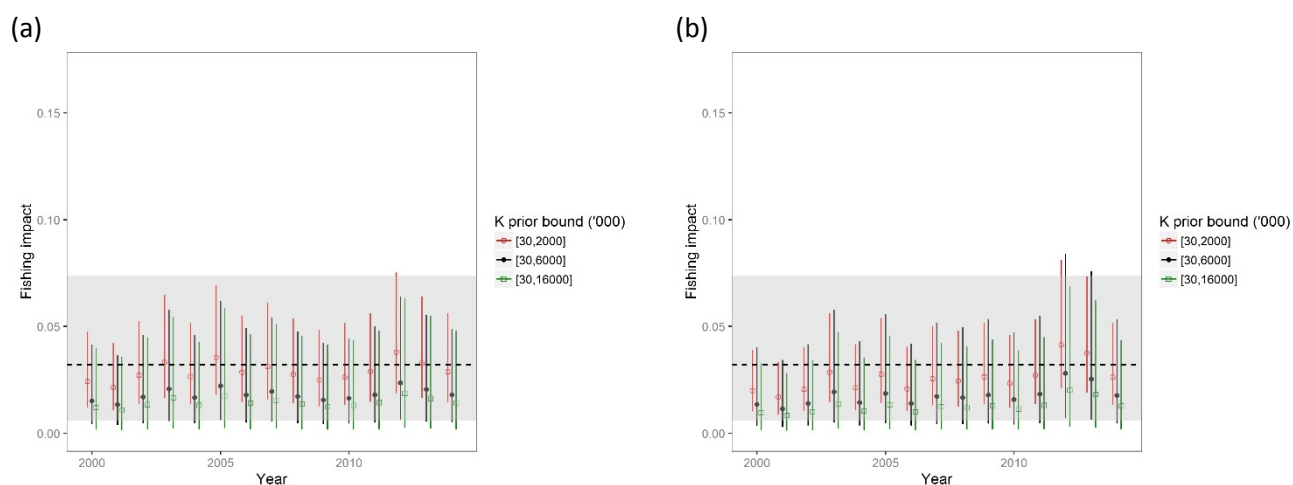 (a)
(b)
0.15
0.10
0.05
0.00
Fishing impact
2000
2005
2010
Year
K prior bound ('000)
[30,2000]
[30,6000]
[30,16000]
0.15
0.10
0.05
0.00
Fishing impact
2000
2005
2010
Year
K prior bound ('000)
[30,2000]
[30,6000]
[30,16000]